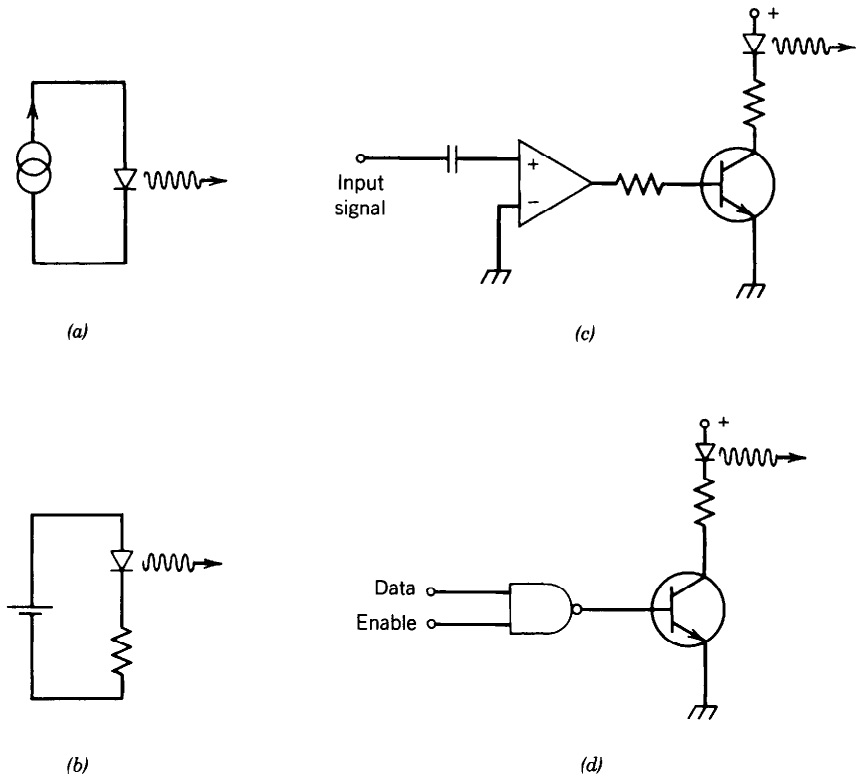 +
Input
signal
+
−
(a)
(c)
+
Data
Enable
(b)
(d)